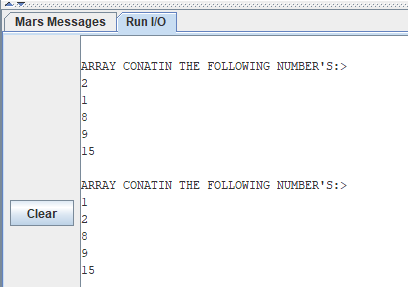 Mars Messages Run I/O
ARRAY CONATIN THE FOLLOWING NUMBER'S:>
2
1
8
9
15
ARRAY CONATIN THE FOLLOWING NUMBER'S:>
1
2
8
9
15
Clear